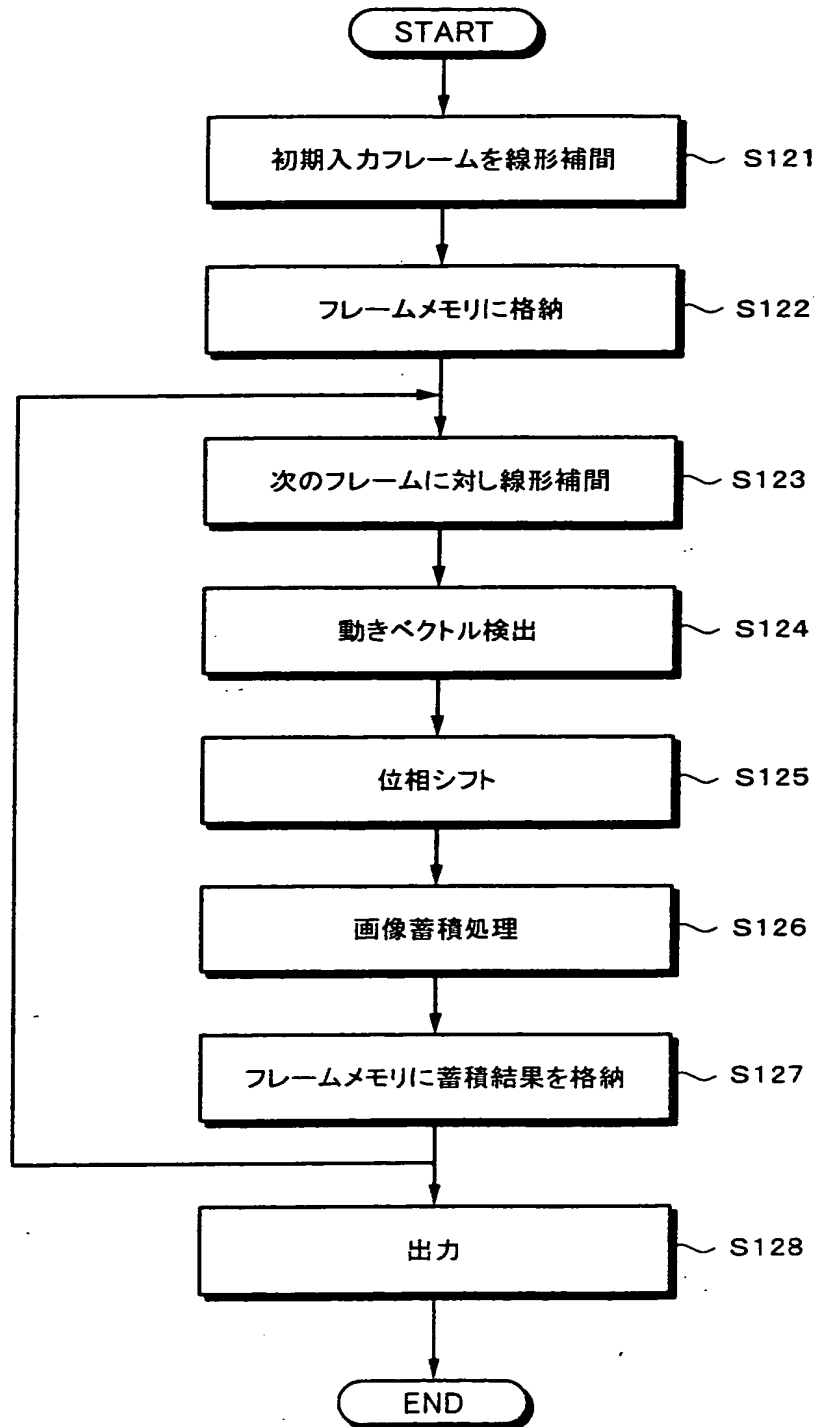 START
初期入力フレームを線形補間 S121
フレームメモリに格納 S122
次のフレームに対し線形補間 S123
動きベクトル検出 S124
位相シフト S125
画像蓄積処理 S126
フレームメモリに蓄積結果を格納 S127
出力 S128
END